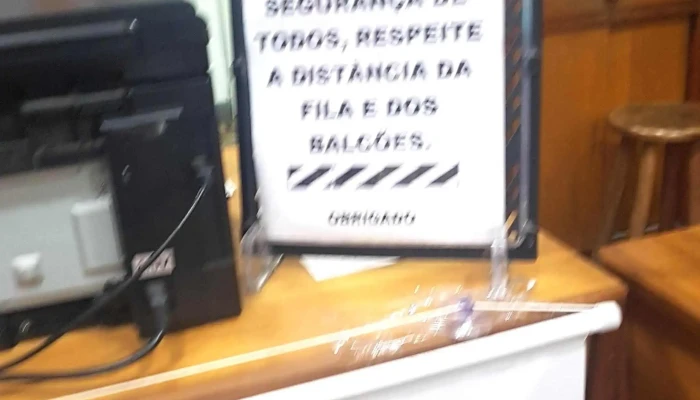 SEGURANÇA DE
TODOS, RESPEITE
A DISTÂNCIA DA
FILA E DOS
BALCÕES.
OBRIGADO